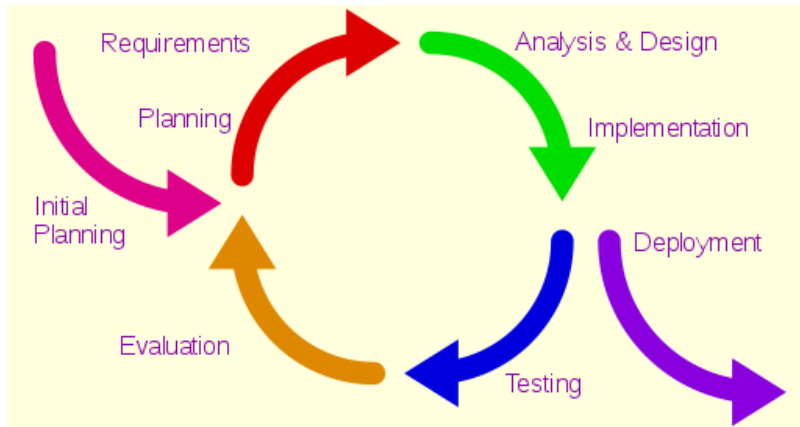 Requirements
Analysis & Design
Planning
Implementation
Initial
Planning
Deployment
Evaluation
Testing